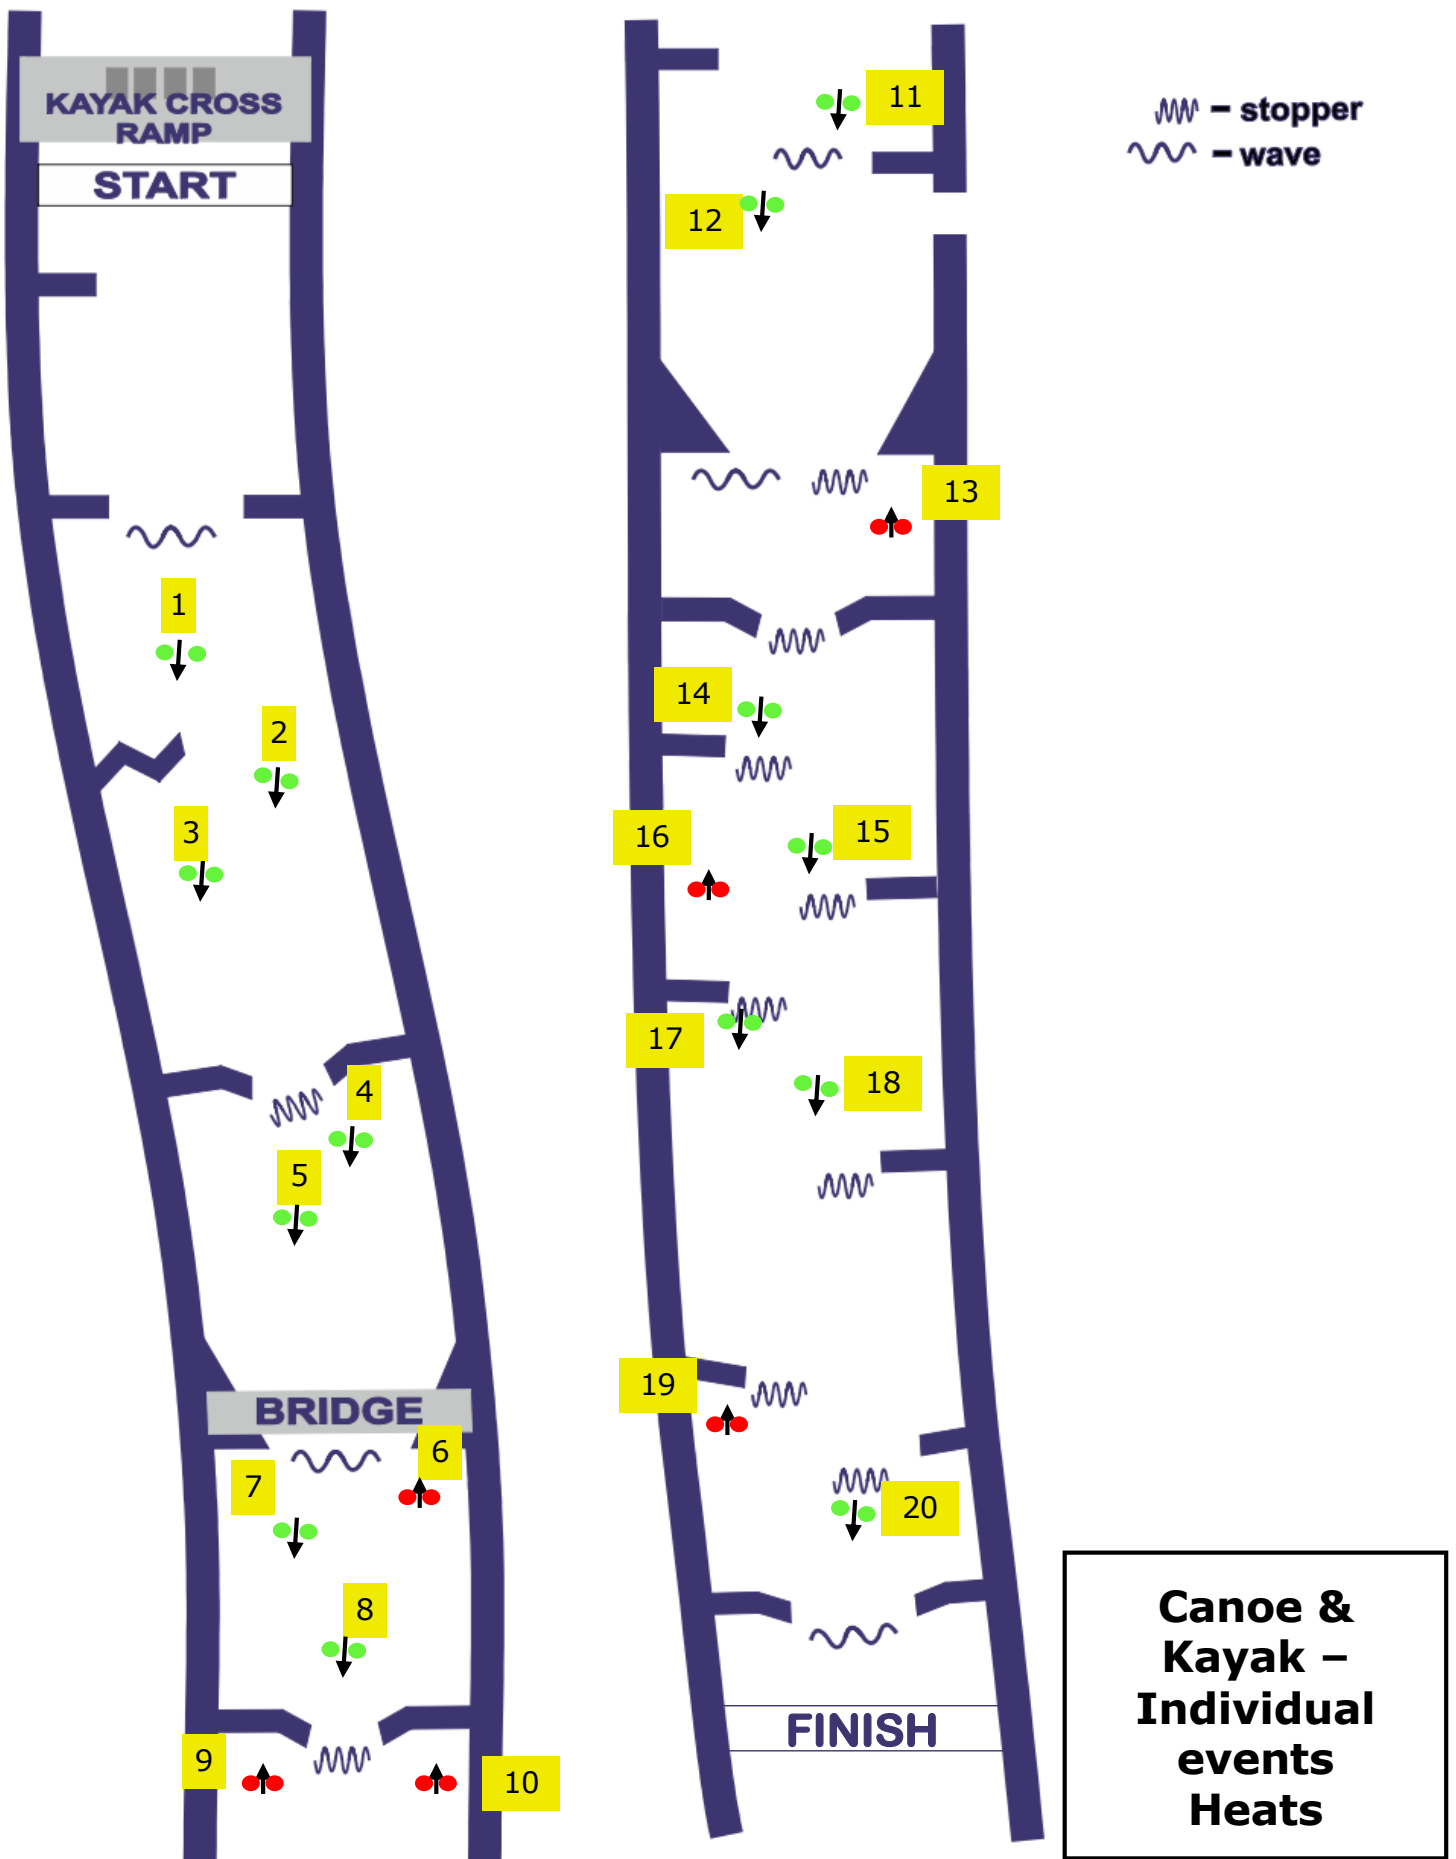 KAYAK CROSS
RAMP
START
1
2
3
4
5
BRIDGE
6
7
8
9
10
11
12
13
14
15
16
17
18
19
20
FINISH
– stopper
– wave
Canoe &
Kayak –
Individual
events
Heats